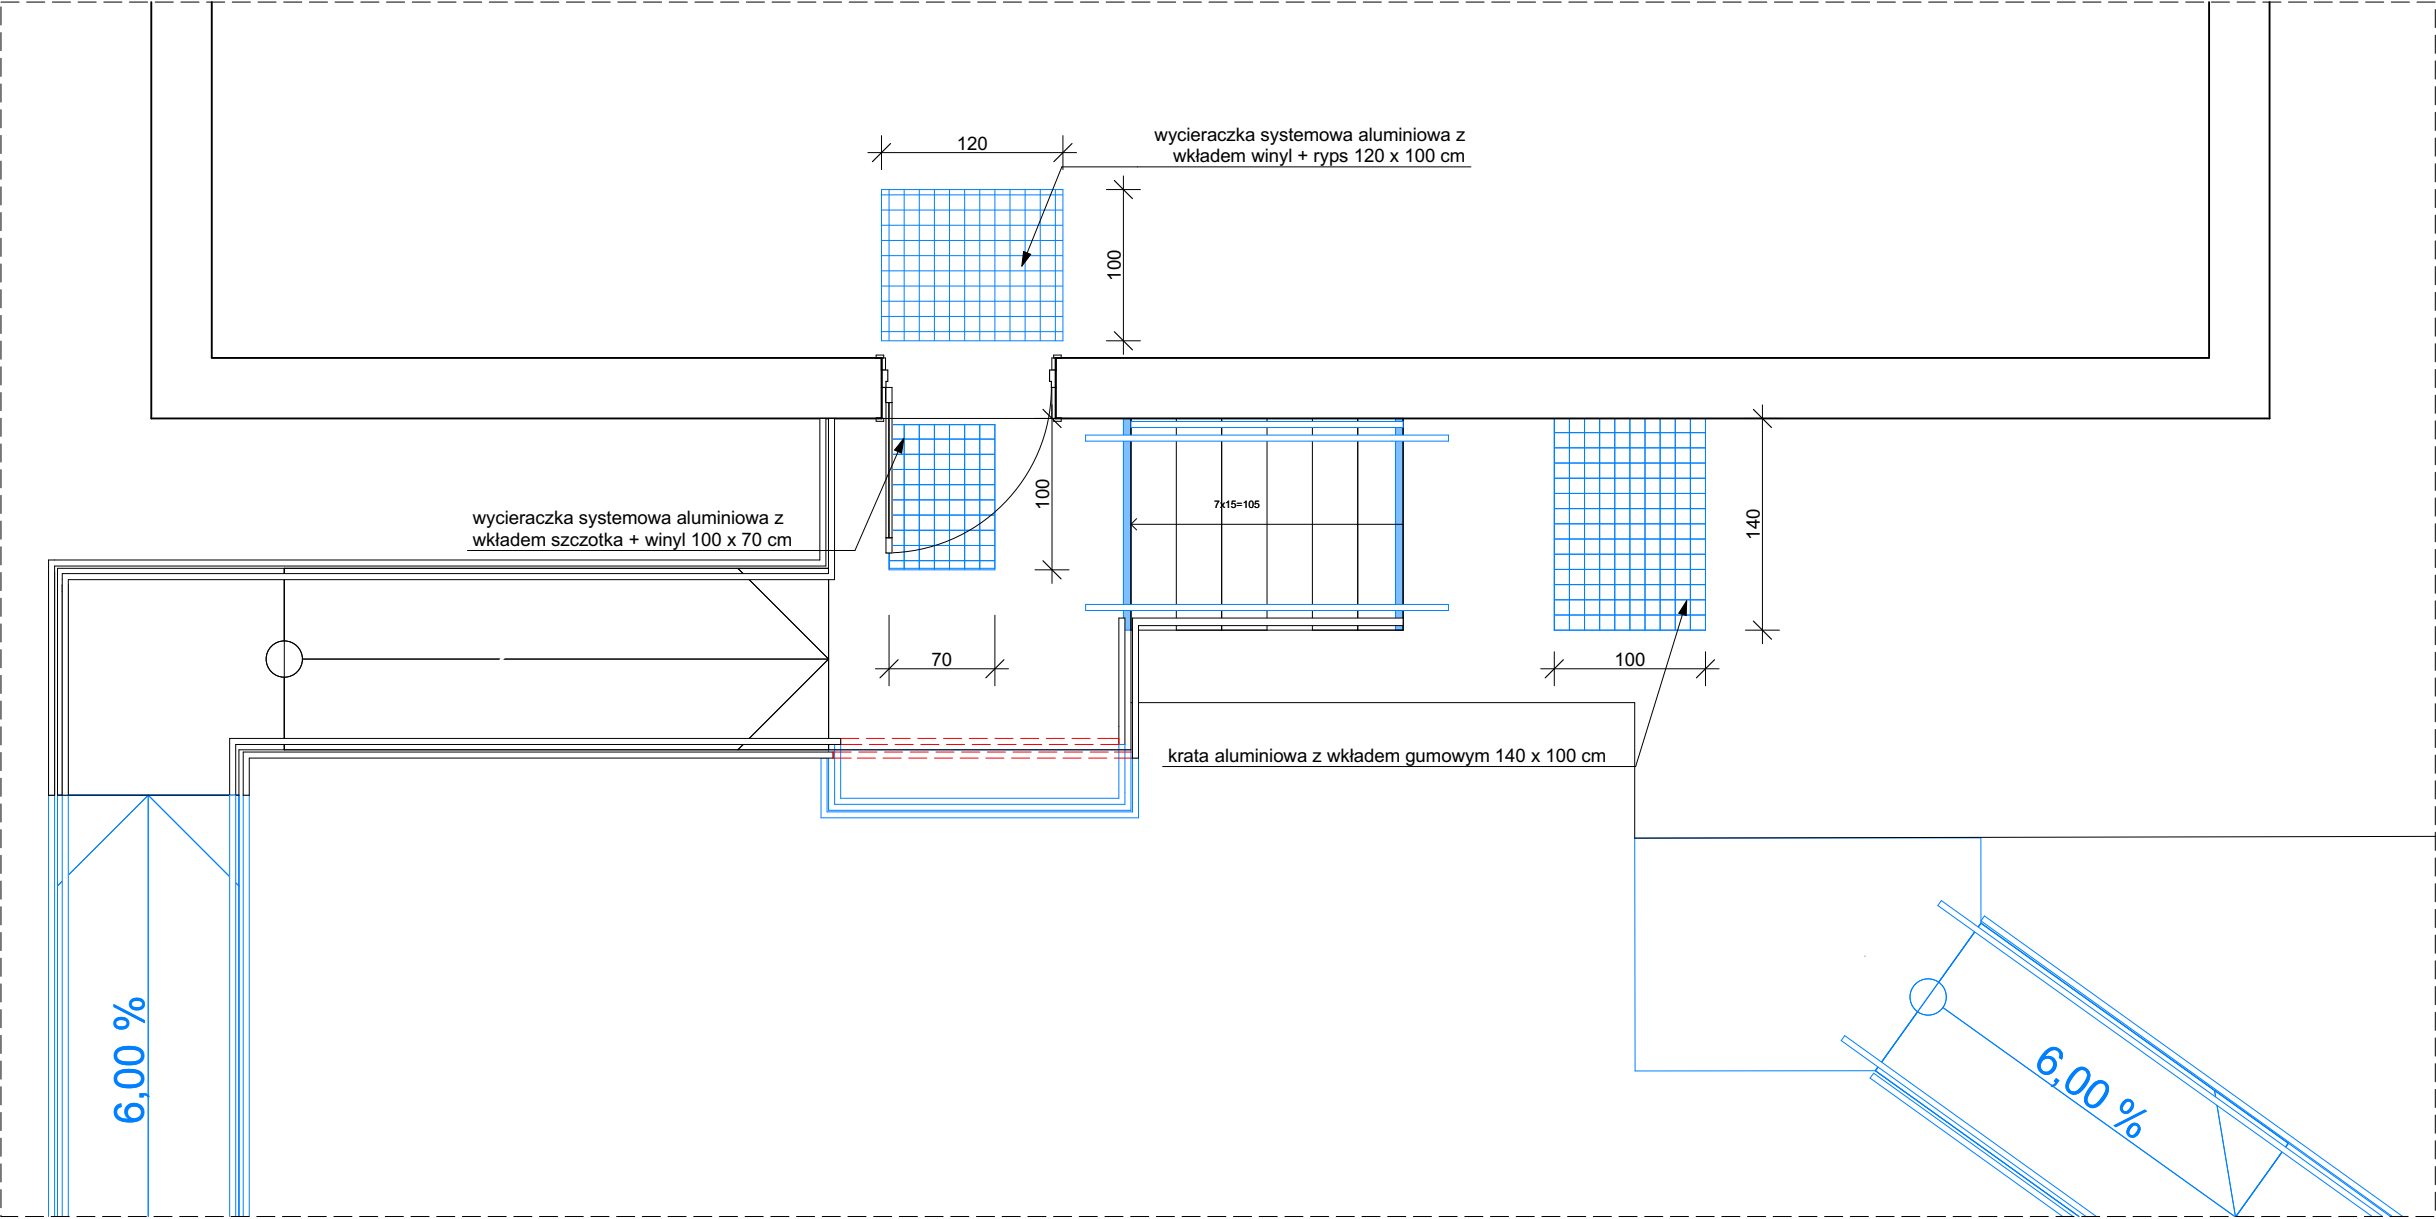 120
wycieraczka systemowa aluminiowa z
wkładem winyl + ryps 120 x 100 cm
100
wycieraczka systemowa aluminiowa z
wkładem szczotka + winyl 100 x 70 cm
100
7x15=105
140
70
100
krata aluminiowa z wkładem gumowym 140 x 100 cm
6,00 %
6,00 %